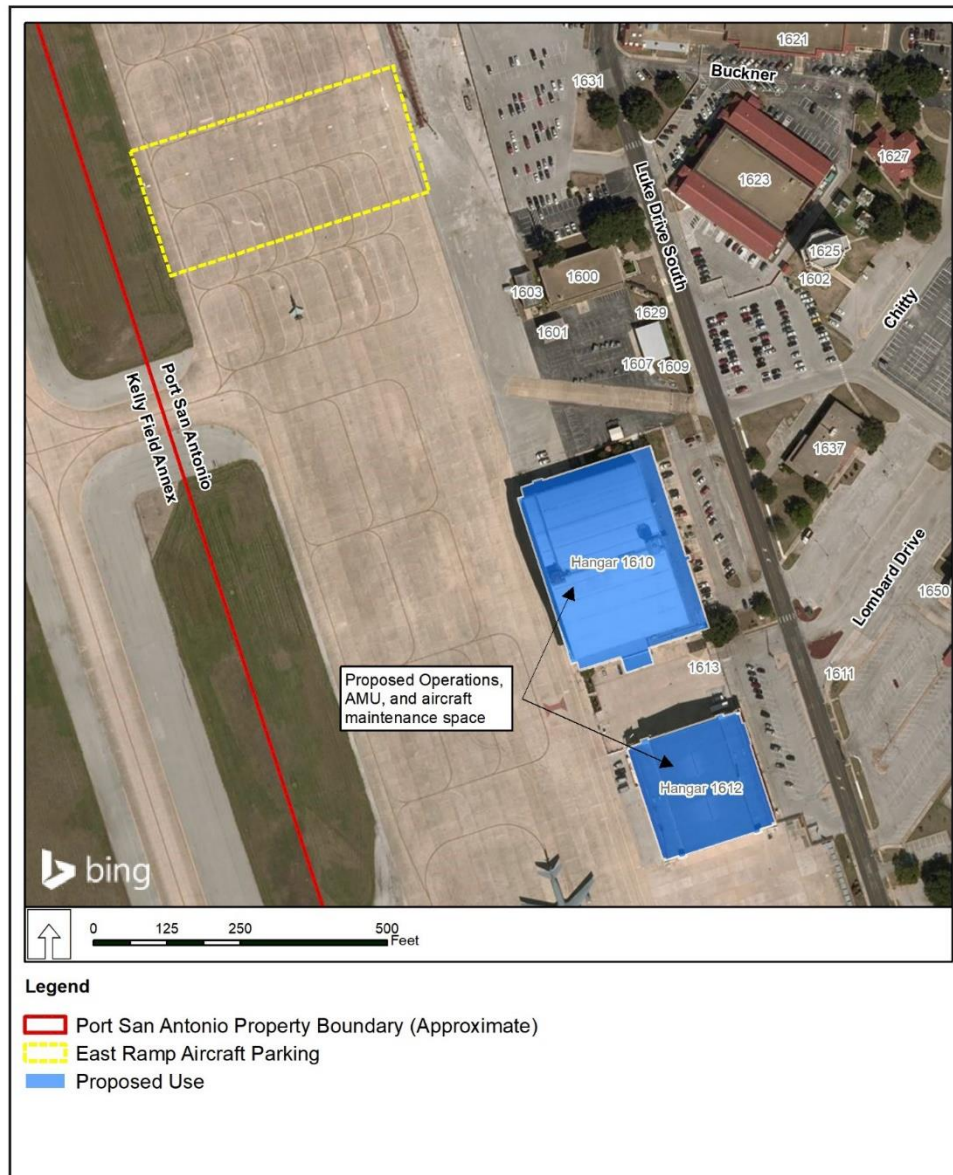 1621
Buckner
1631
1627
1623
Luke Drive South
1625
1602
1600
1603
Chitty
1629
1601
1607
1609
Port San Antonio
Kelly Field Annex
1637
Hangar 1610
Lombard Drive
1650
1613
1611
Proposed Operations,
AMU, and aircraft
maintenance space
Hangar 1612
bing
0 125 250 500
Feet
Legend
Port San Antonio Property Boundary (Approximate)
East Ramp Aircraft Parking
Proposed Use